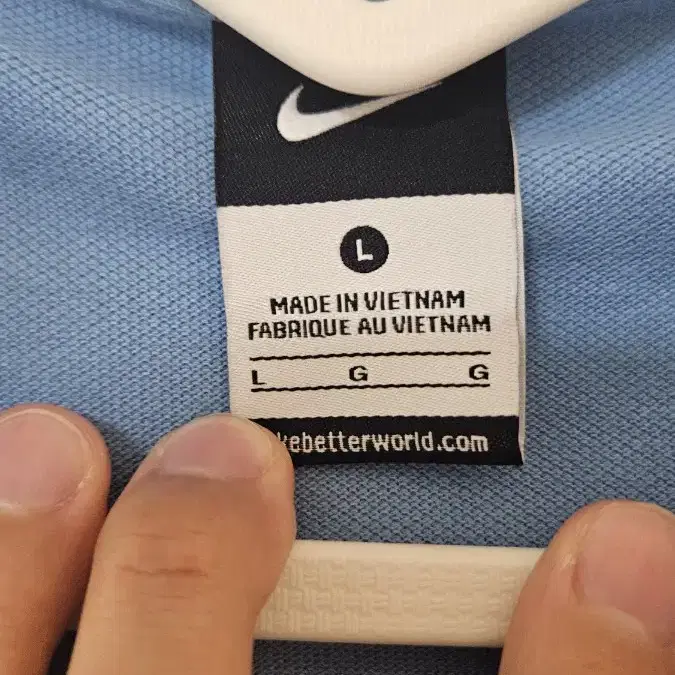 L
MADE IN VIETNAM
FABRIQUE AU VIETNAM
L G G
kebetterworld.com